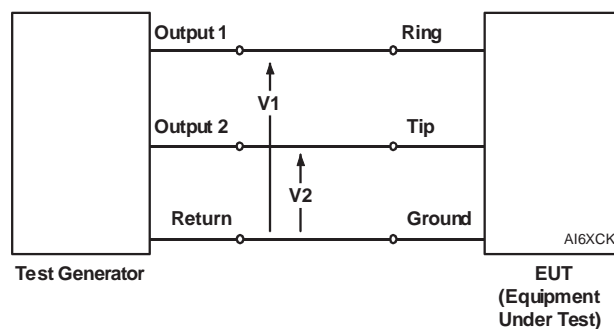 Output 1
Ring
V1
Output 2
Tip
V2
Return
Ground
AI6XCK
Test Generator
EUT
(Equipment
Under Test)